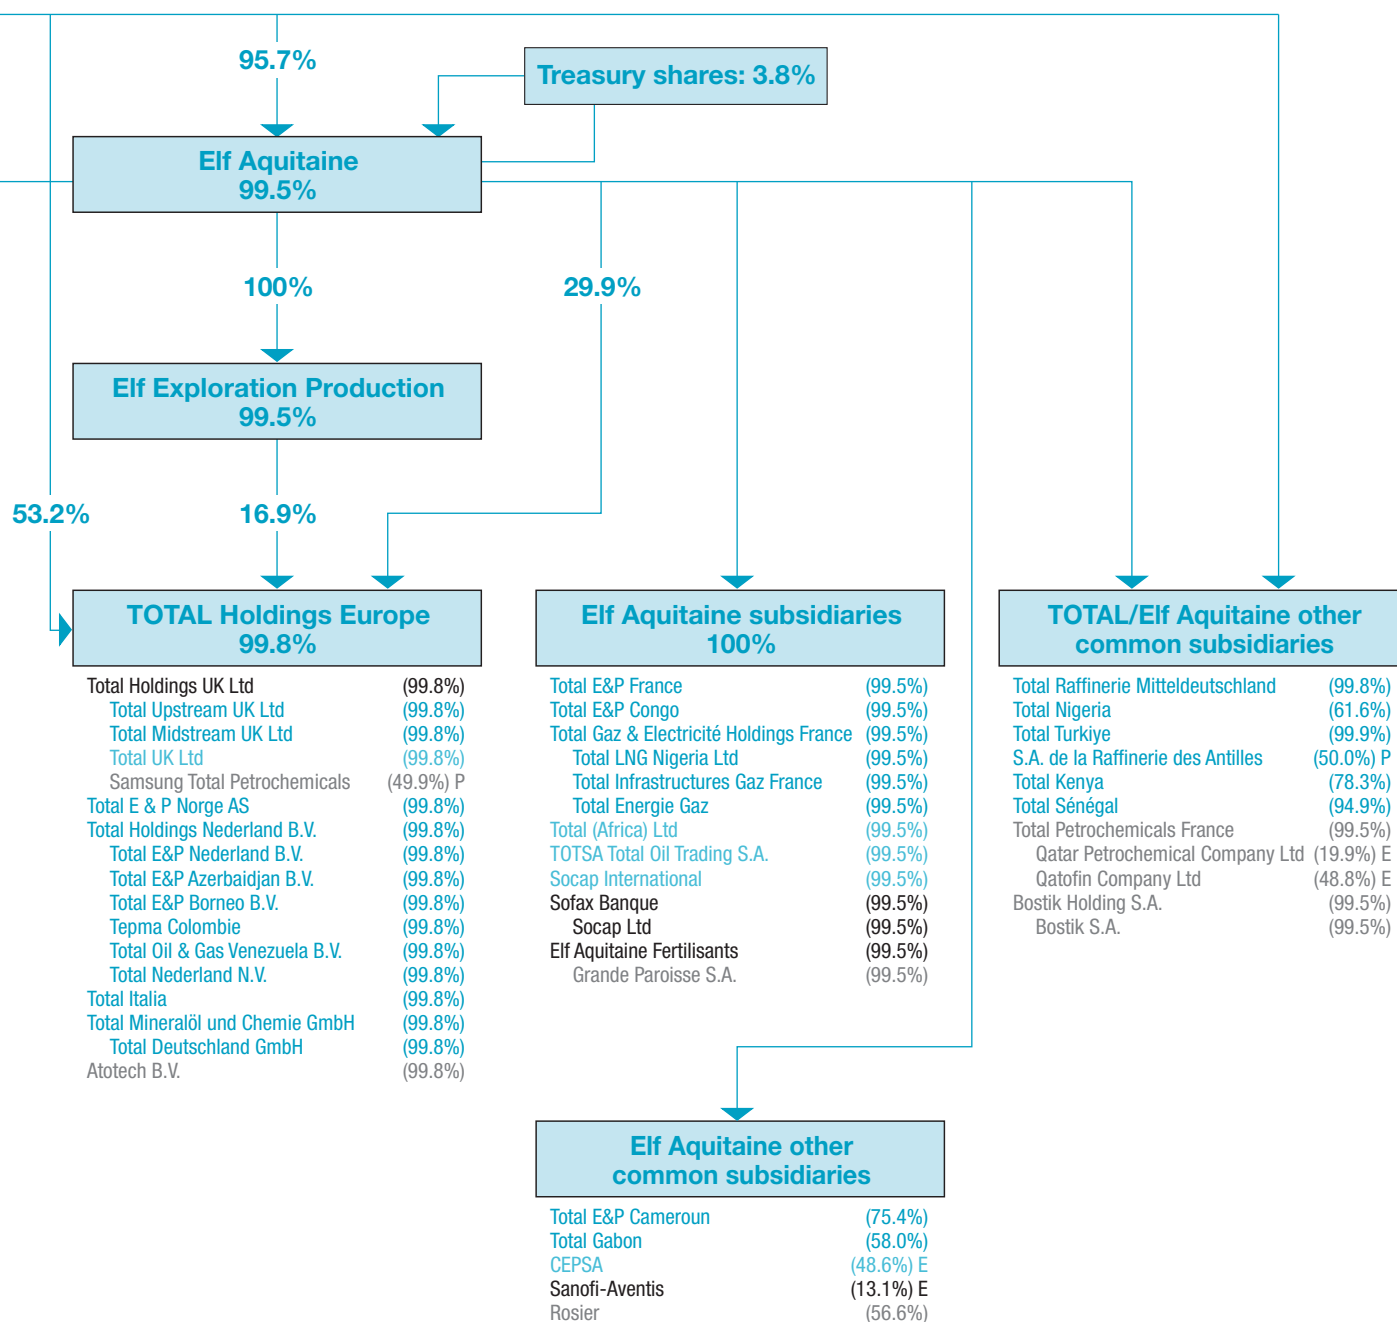 95.7%
Treasury shares: 3.8%
Elf Aquitaine
99.5%
100%
29.9%
Elf Exploration Production
99.5%
53.2%
16.9%
TOTAL Holdings Europe
99.8%
Total Holdings UK Ltd (99.8%)
Total Upstream UK Ltd (99.8%)
Total Midstream UK Ltd (99.8%)
Total UK Ltd (99.8%)
Samsung Total Petrochemicals (49.9%) P
Total E & P Norge AS (99.8%)
Total Holdings Nederland B.V. (99.8%)
Total E&P Nederland B.V. (99.8%)
Total E&P Azerbaidjan B.V. (99.8%)
Total E&P Borneo B.V. (99.8%)
Tepma Colombie (99.8%)
Total Oil & Gas Venezuela B.V. (99.8%)
Total Nederland N.V. (99.8%)
Total Italia (99.8%)
Total Mineralöl und Chemie GmbH (99.8%)
Total Deutschland GmbH (99.8%)
Atotech B.V. (99.8%)
Elf Aquitaine subsidiaries
100%
Total E&P France (99.5%)
Total E&P Congo (99.5%)
Total Gaz & Electricité Holdings France (99.5%)
Total LNG Nigeria Ltd (99.5%)
Total Infrastructures Gaz France (99.5%)
Total Energie Gaz (99.5%)
Total (Africa) Ltd (99.5%)
TOTSA Total Oil Trading S.A. (99.5%)
Socap International (99.5%)
Sofax Banque (99.5%)
Socap Ltd (99.5%)
Elf Aquitaine Fertilisants (99.5%)
Grande Paroisse S.A. (99.5%)
TOTAL/Elf Aquitaine other
common subsidiaries
Total Raffinerie Mitteldeutschland (99.8%)
Total Nigeria (61.6%)
Total Turkiye (99.9%)
S.A. de la Raffinerie des Antilles (50.0%) P
Total Kenya (78.3%)
Total Sénégal (94.9%)
Total Petrochemicals France (99.5%)
Qatar Petrochemical Company Ltd (19.9%) E
Qatofin Company Ltd (48.8%) E
Bostik Holding S.A. (99.5%)
Bostik S.A. (99.5%)
Elf Aquitaine other
common subsidiaries
Total E&P Cameroun (75.4%)
Total Gabon (58.0%)
CEPSA (48.6%) E
Sanofi-Aventis (13.1%) E
Rosier (56.6%)